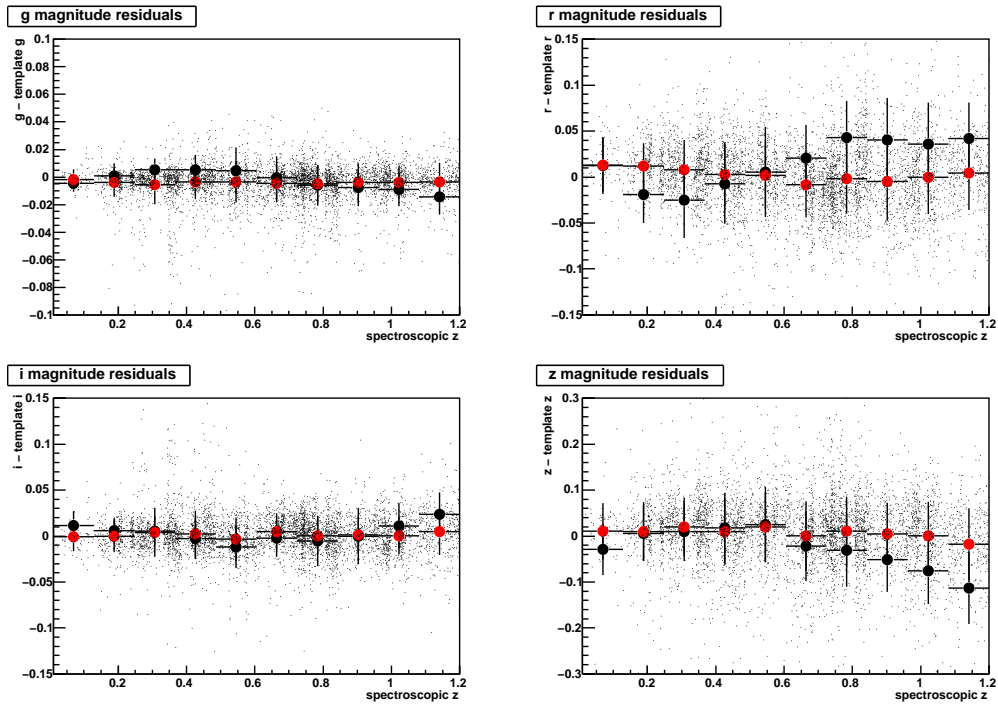 g magnitude residuals
g − template g
0.1
0.08
0.06
0.04
0.02
0
−0.02
−0.04
−0.06
−0.08
−0.1
0.2 0.4 0.6 0.8 1 1.2
spectroscopic z
r magnitude residuals
r − template r
0.15
0.1
0.05
0
−0.05
−0.1
−0.15
0.2 0.4 0.6 0.8 1 1.2
spectroscopic z
i magnitude residuals
i − template i
0.15
0.1
0.05
0
−0.05
−0.1
−0.15
0.2 0.4 0.6 0.8 1 1.2
spectroscopic z
z magnitude residuals
z − template z
0.3
0.2
0.1
0
−0.1
−0.2
−0.3
0.2 0.4 0.6 0.8 1 1.2
spectroscopic z